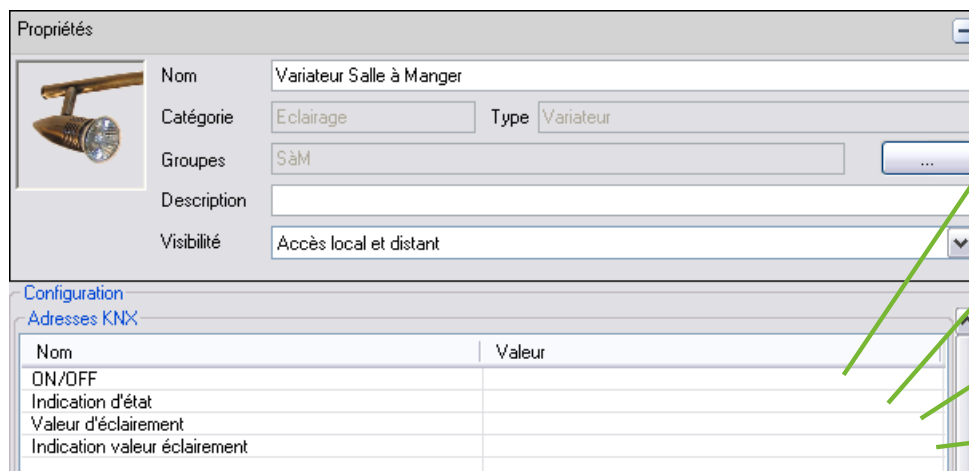 Propriétés
Nom Variateur Salle à Manger
Catégorie Eclairage Type Variateur
Groupes SàM ...
Description
Visibilité Accès local et distant
Configuration
Adresses KNX
Nom Valeur
ON/OFF
Indication d'état
Valeur d'éclairement
Indication valeur éclairement